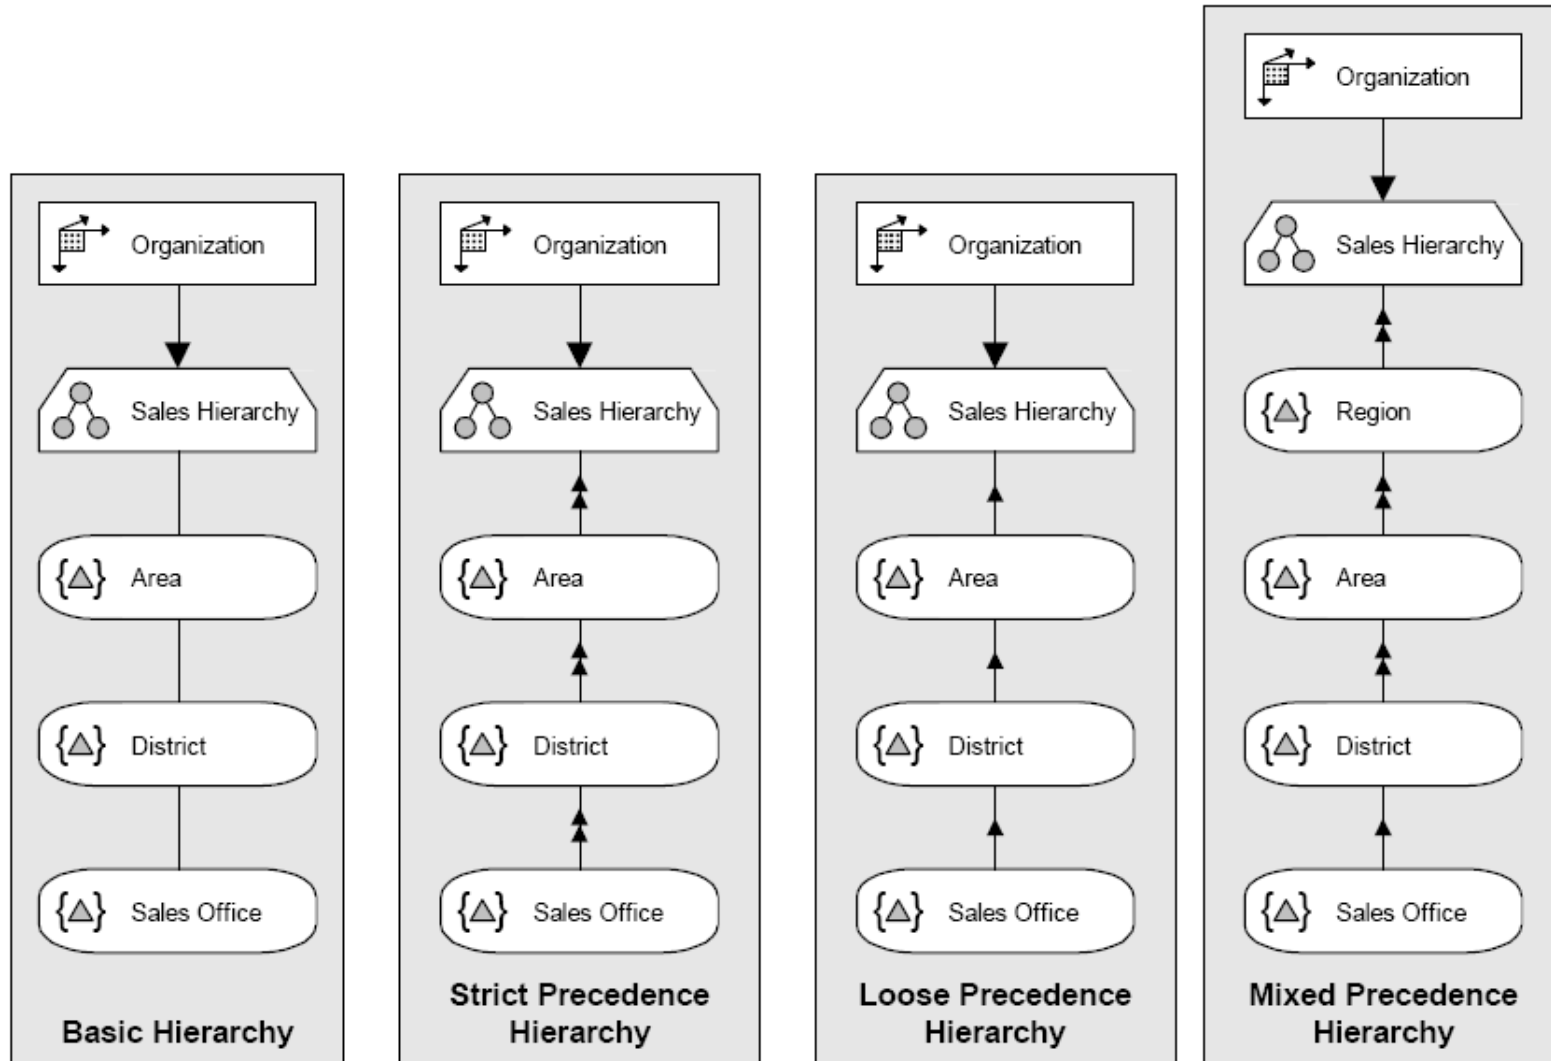 Organization
Sales Hierarchy
Area
District
Sales Office
Basic Hierarchy
Organization
Sales Hierarchy
Area
District
Sales Office
Strict Precedence
Hierarchy
Organization
Sales Hierarchy
Area
District
Sales Office
Loose Precedence
Hierarchy
Organization
Sales Hierarchy
Region
Area
District
Sales Office
Mixed Precedence
Hierarchy